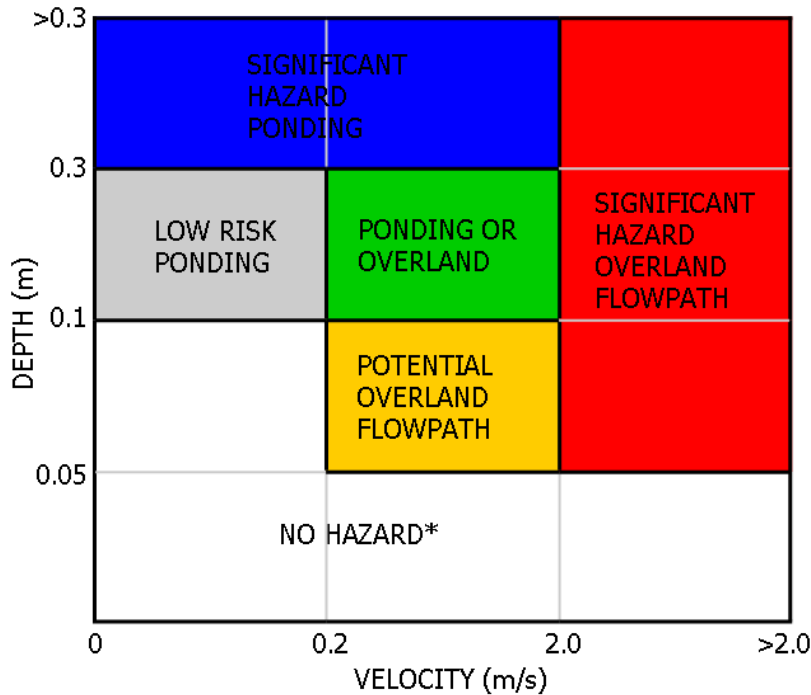 >0.3
SIGNIFICANT
HAZARD
PONDING
0.3
LOW RISK
PONDING
PONDING OR
OVERLAND
SIGNIFICANT
HAZARD
OVERLAND
FLOWPATH
DEPTH (m)
0.1
POTENTIAL
OVERLAND
FLOWPATH
0.05
NO HAZARD*
0 0.2 2.0 >2.0
VELOCITY (m/s)